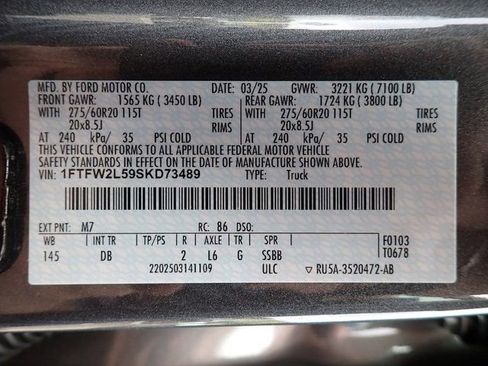 MFD. BY FORD MOTOR CO. 03/25 GVWR: 3221 KG ( 7100 LB)
FRONT GAWR: 1565 KG ( 3450 LB) REAR GAWR: 1724 KG ( 3800 LB)
WITH 275/60R20 115T TIRES WITH 275/60R20 115T TIRES
20x8.5J RIMS 20x8.5J RIMS
AT 240 kPa/ 35 PSI COLD AT 240 kPa/ 35 PSI COLD
THIS VEHICLE CONFORMS TO ALL APPLICABLE FEDERAL MOTOR VEHICLE
SAFETY STANDARDS IN EFFECT ON THE DATE OF MANUFACTURE SHOWN ABOVE.
VIN: 1FTFW2L59SKD73489 TYPE: Truck
EXT PNT: M7 RC: 86 DSO:
WB INT TR TP/PS R AXLE TR SPR F0103
145 DB 2 L6 G SSBB T0678
2202503141109 ULC ▽ RU5A-3520472-AB